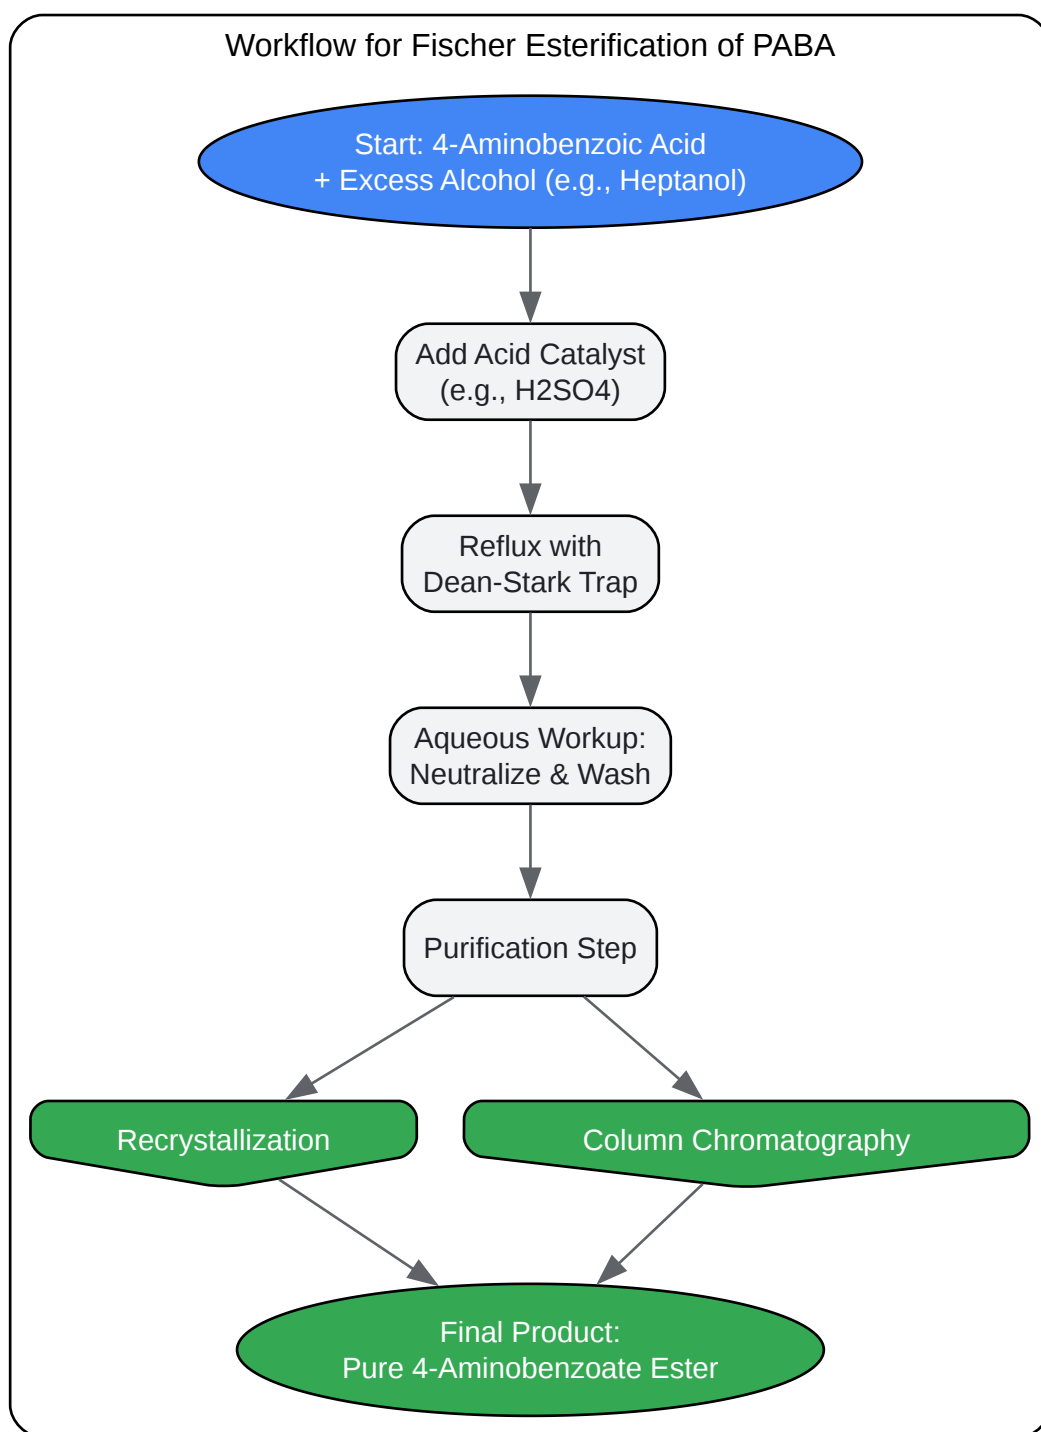 Workflow for Fischer Esterification of PABA
Start: 4-Aminobenzoic Acid
+ Excess Alcohol (e.g., Heptanol)
Add Acid Catalyst
(e.g., H2SO4)
Reflux with
Dean-Stark Trap
Aqueous Workup:
Neutralize & Wash
Purification Step
Recrystallization
Column Chromatography
Final Product:
Pure 4-Aminobenzoate Ester